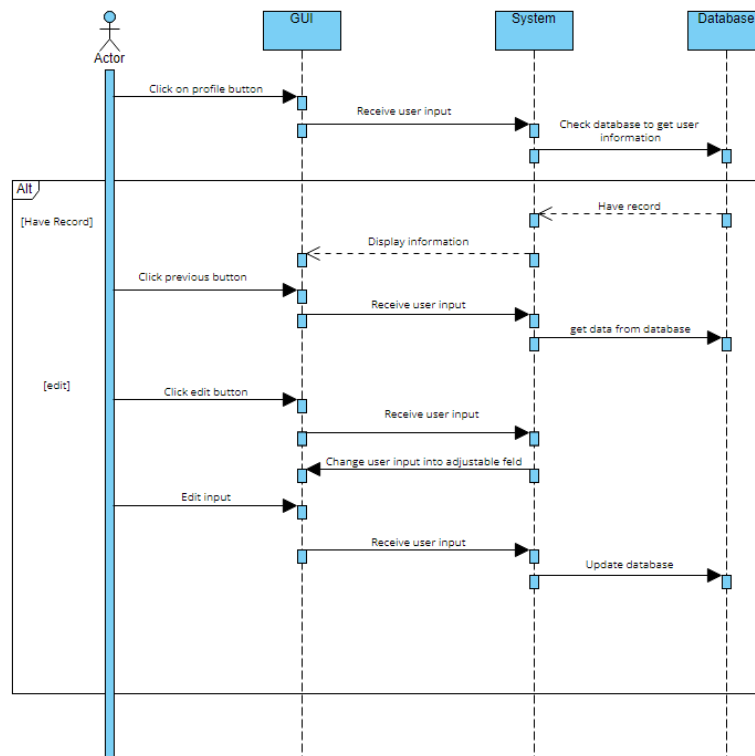 GUI
System
Database
Actor
Click on profile button
Receive user input
Check database to get user
information
Alt
Have record
[Have Record]
Display information
Click previous button
Receive user input
get data from database
[edit]
Click edit button
Receive user input
Change user input into adjustable feld
Edit input
Receive user input
Update database